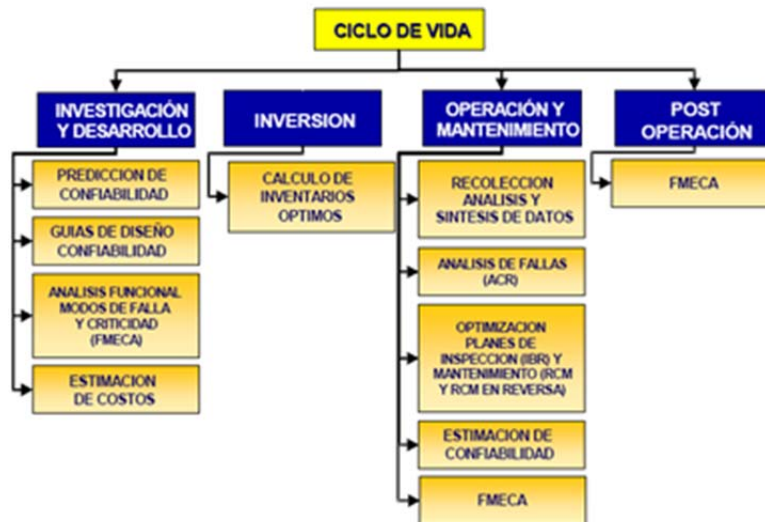 CICLO DE VIDA
INVESTIGACIÓN
Y DESARROLLO
PREDICCION DE
CONFIABILIDAD
GUIAS DE DISEÑO
CONFIABILIDAD
ANALISIS FUNCIONAL
MODOS DE FALLA
Y CRITICIDAD
(FMECA)
ESTIMACION
DE COSTOS
INVERSION
CALCULO DE
INVENTARIOS
OPTIMOS
OPERACIÓN Y
MANTENIMIENTO
RECOLECCION
ANALISIS Y
SINTESIS DE DATOS
ANALISIS DE FALLAS
(ACR)
OPTIMIZACION
PLANES DE
INSPECCION (IBR) Y
MANTENIMIENTO (RCM
Y RCM EN REVERSA)
ESTIMACION DE
CONFIABILIDAD
FMECA
POST
OPERACIÓN
FMECA